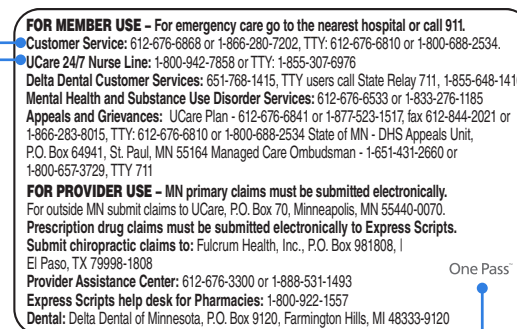 FOR MEMBER USE – For emergency care go to the nearest hospital or call 911.
Customer Service: 612-676-6868 or 1-866-280-7202, TTY: 612-676-6810 or 1-800-688-2534.
UCare 24/7 Nurse Line: 1-800-942-7858 or TTY: 1-855-307-6976
Delta Dental Customer Services: 651-768-1415, TTY users call State Relay 711, 1-855-648-141
Mental Health and Substance Use Disorder Services: 612-676-6533 or 1-833-276-1185
Appeals and Grievances: UCare Plan - 612-676-6841 or 1-877-523-1517, fax 612-844-2021 or
1-866-283-8015, TTY: 612-676-6810 or 1-800-688-2534 State of MN - DHS Appeals Unit,
P.O. Box 64941, St. Paul, MN 55164 Managed Care Ombudsman - 1-651-431-2660 or
1-800-657-3729, TTY 711
FOR PROVIDER USE – MN primary claims must be submitted electronically.
For outside MN submit claims to UCare, P.O. Box 70, Minneapolis, MN 55440-0070.
Prescription drug claims must be submitted electronically to Express Scripts.
Submit chiropractic claims to: Fulcrum Health, Inc., P.O. Box 981808,
El Paso, TX 79998-1808
One Pass™
Provider Assistance Center: 612-676-3300 or 1-888-531-1493
Express Scripts help desk for Pharmacies: 1-800-922-1557
Dental: Delta Dental of Minnesota, P.O. Box 9120, Farmington Hills, MI 48333-9120